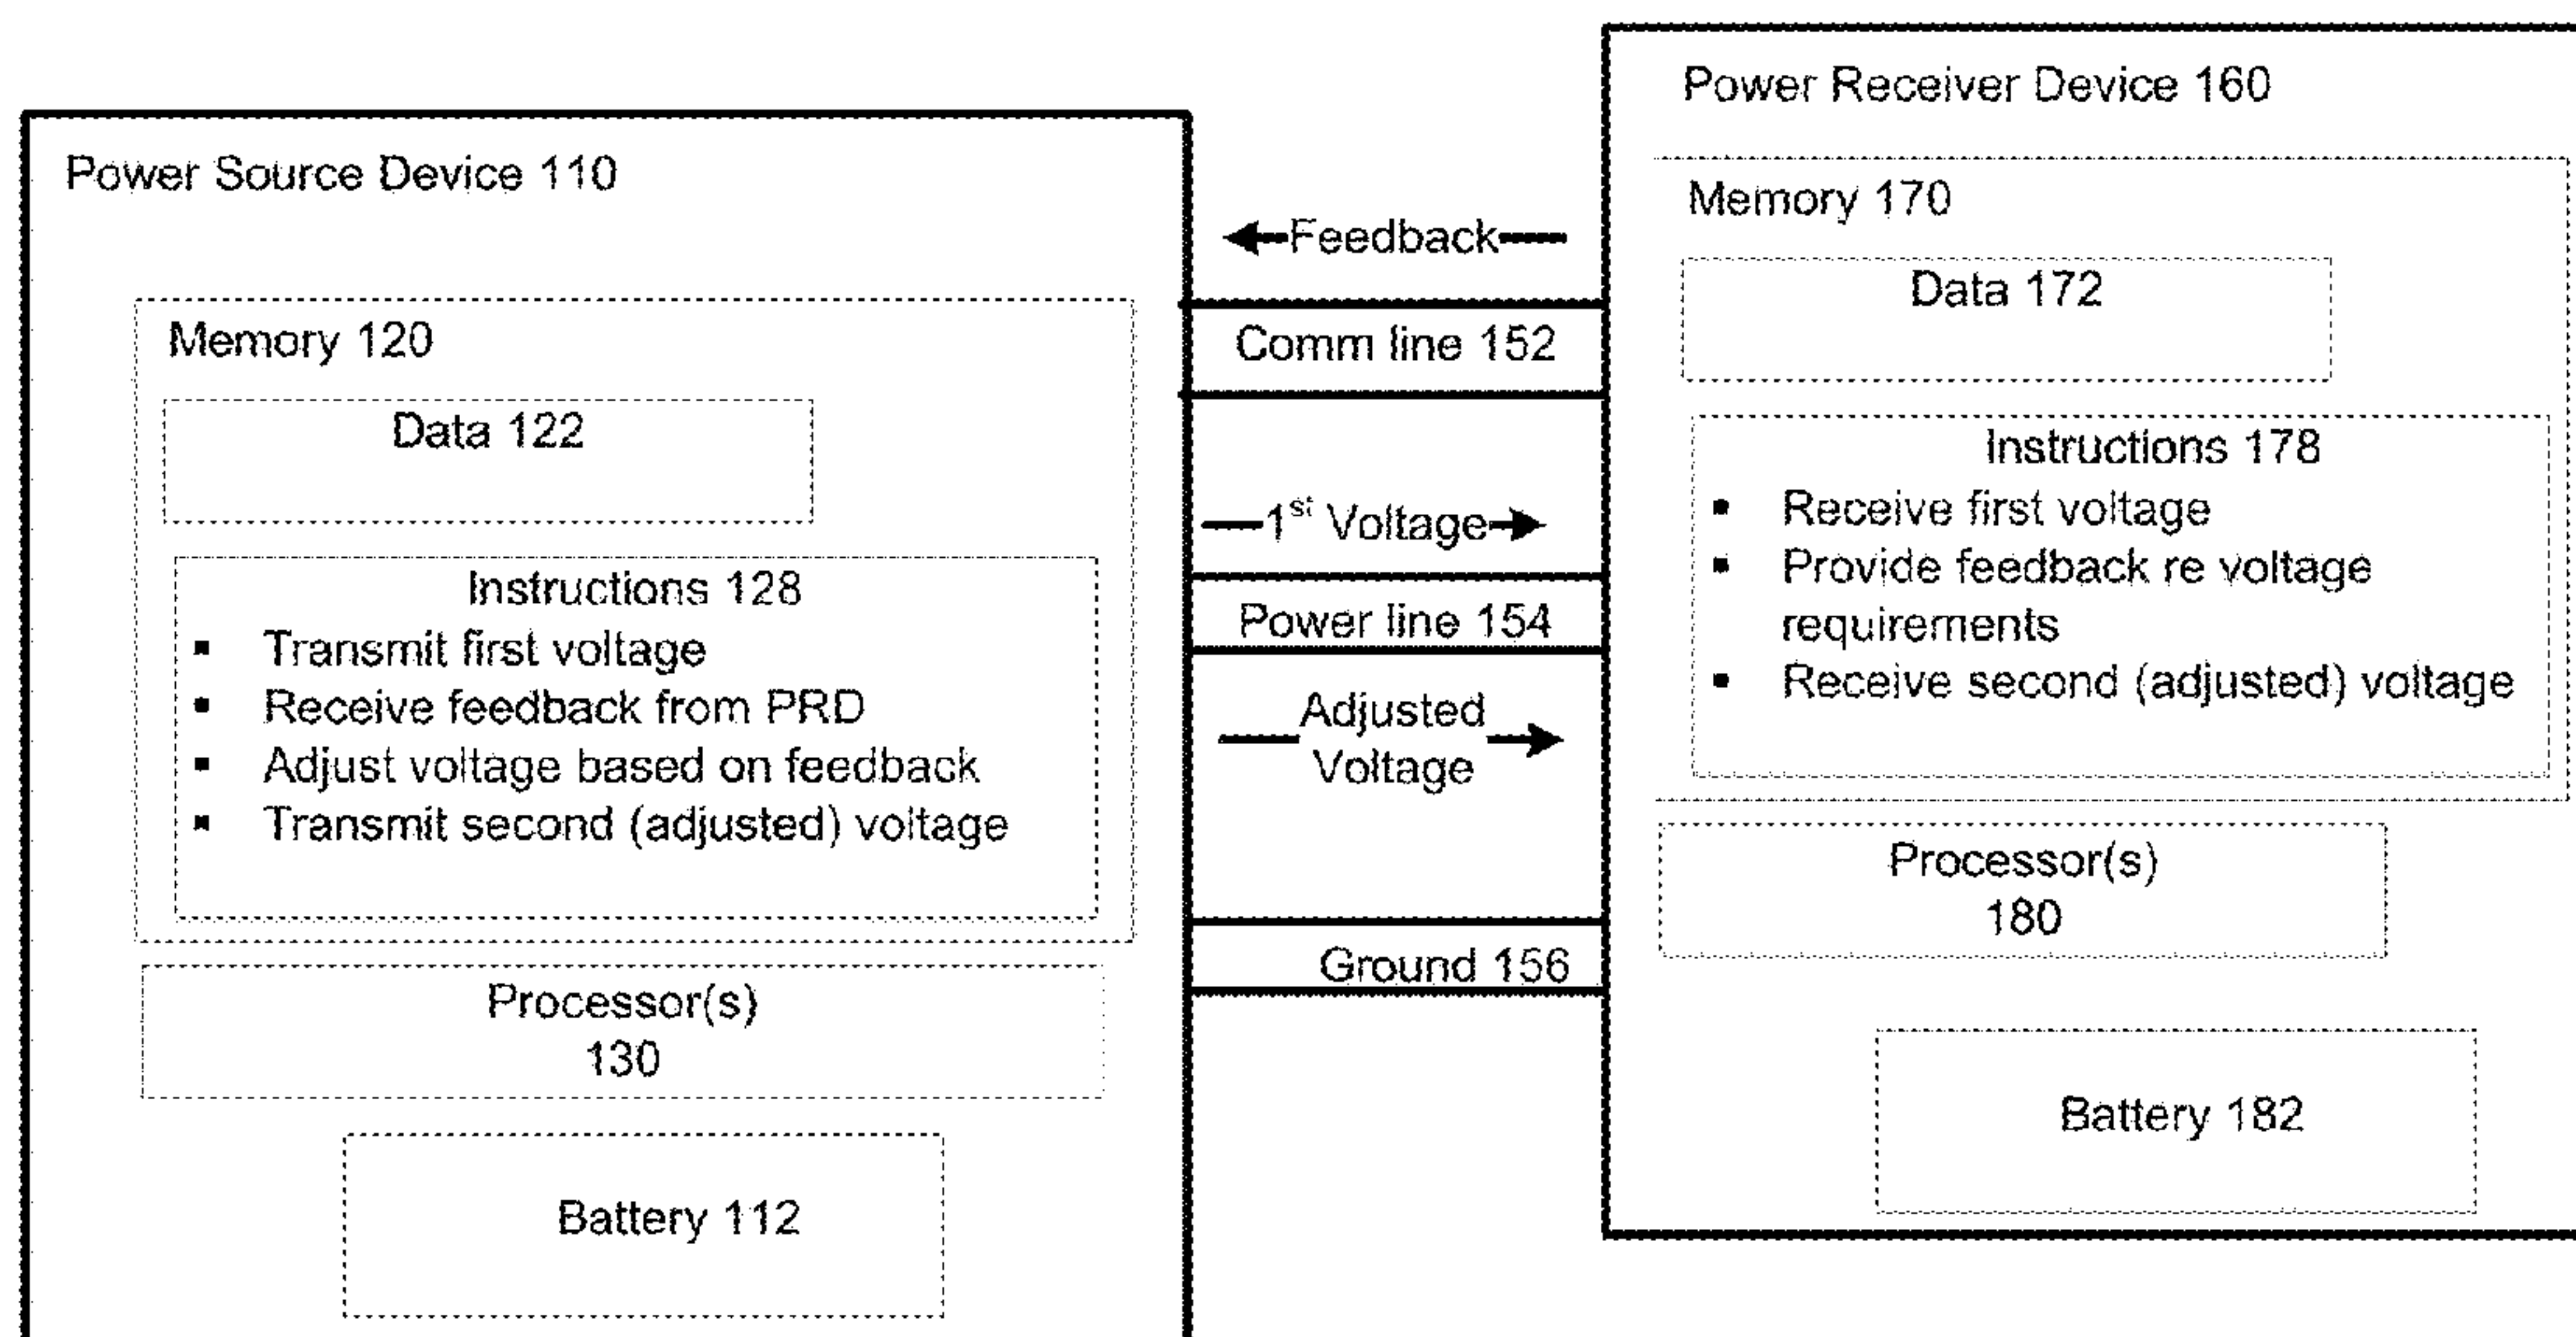 Power Source Device 110
Memory 120
Data 122
Instructions 128
▪ Transmit first voltage
▪ Receive feedback from PRD
▪ Adjust voltage based on feedback
▪ Transmit second (adjusted) voltage
Processor(s)
130
Battery 112
Feedback
Comm line 152
1st Voltage
Power line 154
Adjusted
Voltage
Ground 156
Power Receiver Device 160
Memory 170
Data 172
Instructions 178
▪ Receive first voltage
▪ Provide feedback re voltage
requirements
▪ Receive second (adjusted) voltage
Processor(s)
180
Battery 182